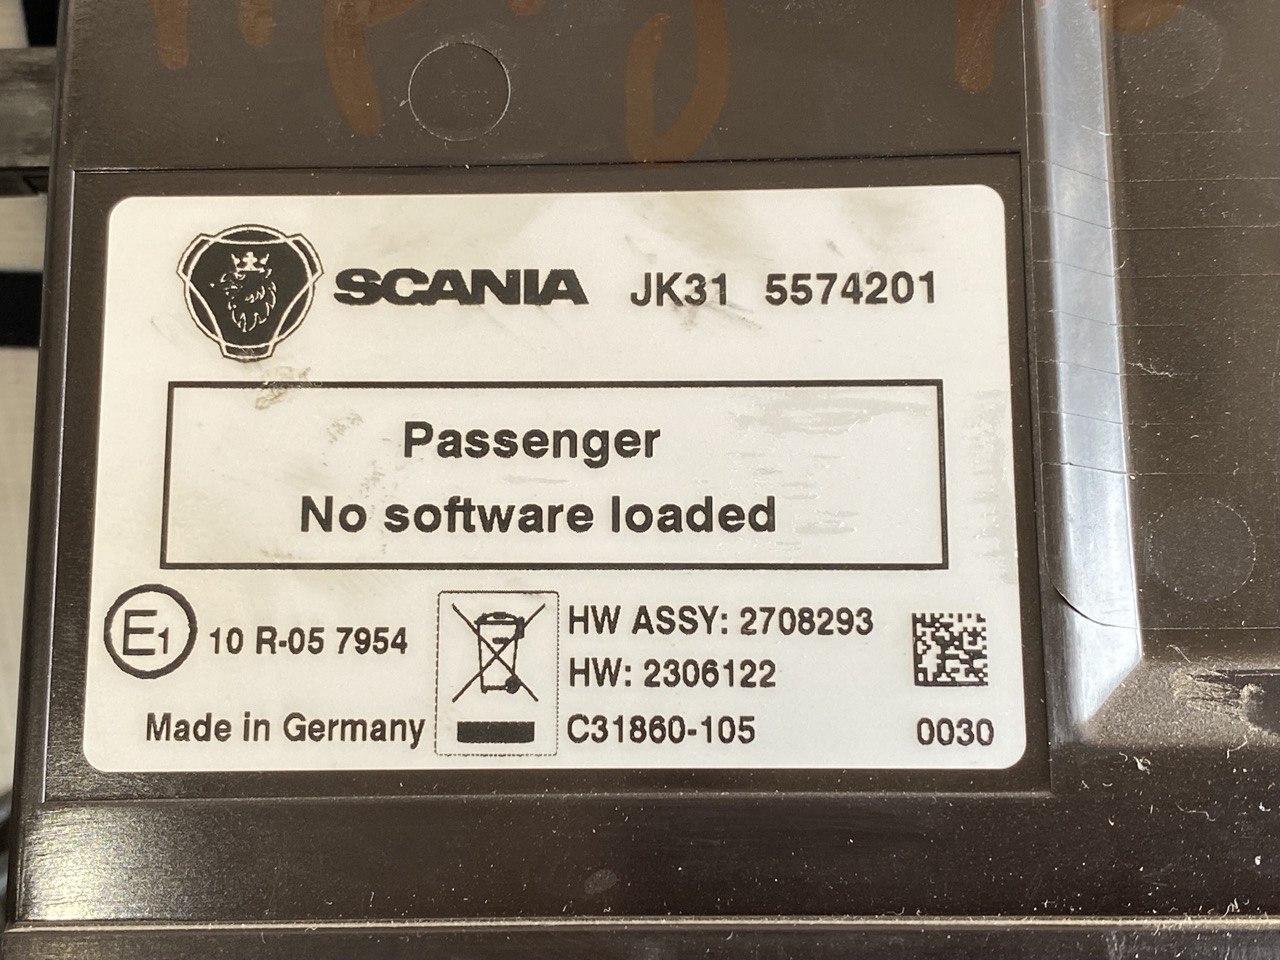 SCANIA JK31 5574201
Passenger
No software loaded
E1 10 R-05 7954
HW ASSY: 2708293
HW: 2306122
Made in Germany
C31860-105
0030